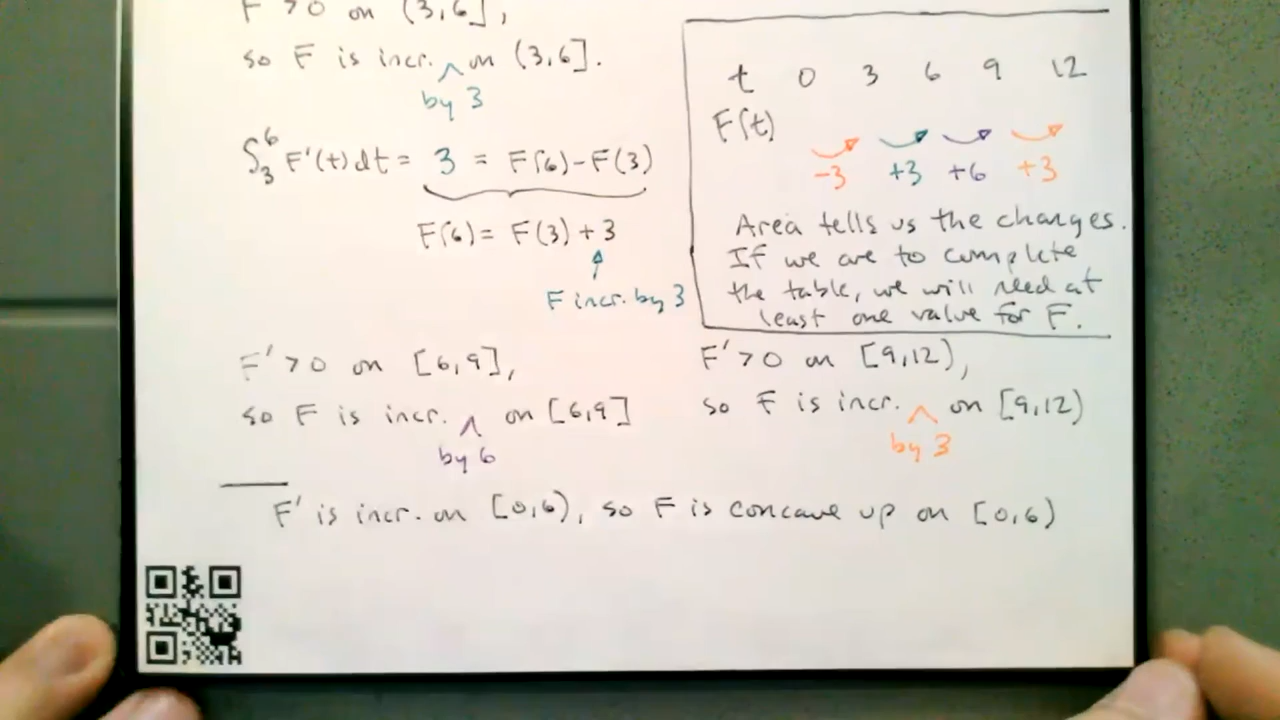 F' > 0 on (3,6],
so F is incr. ^ on (3,6].
by 3
∫₃⁶ F'(t)dt = 3 = F(6)-F(3)
F(6) = F(3) + 3
F incr. by 3
t 0 3 6 9 12
F(t)
-3 +3 +6 +3
Area tells us the changes.
If we are to complete
the table, we will need at
least one value for F.
F' > 0 on [6,9],
so F is incr. ^ on [6,9]
by 6
F' > 0 on [9,12),
so F is incr. ^ on [9,12)
by 3
F' is incr. on [0,6), so F is concave up on [0,6)